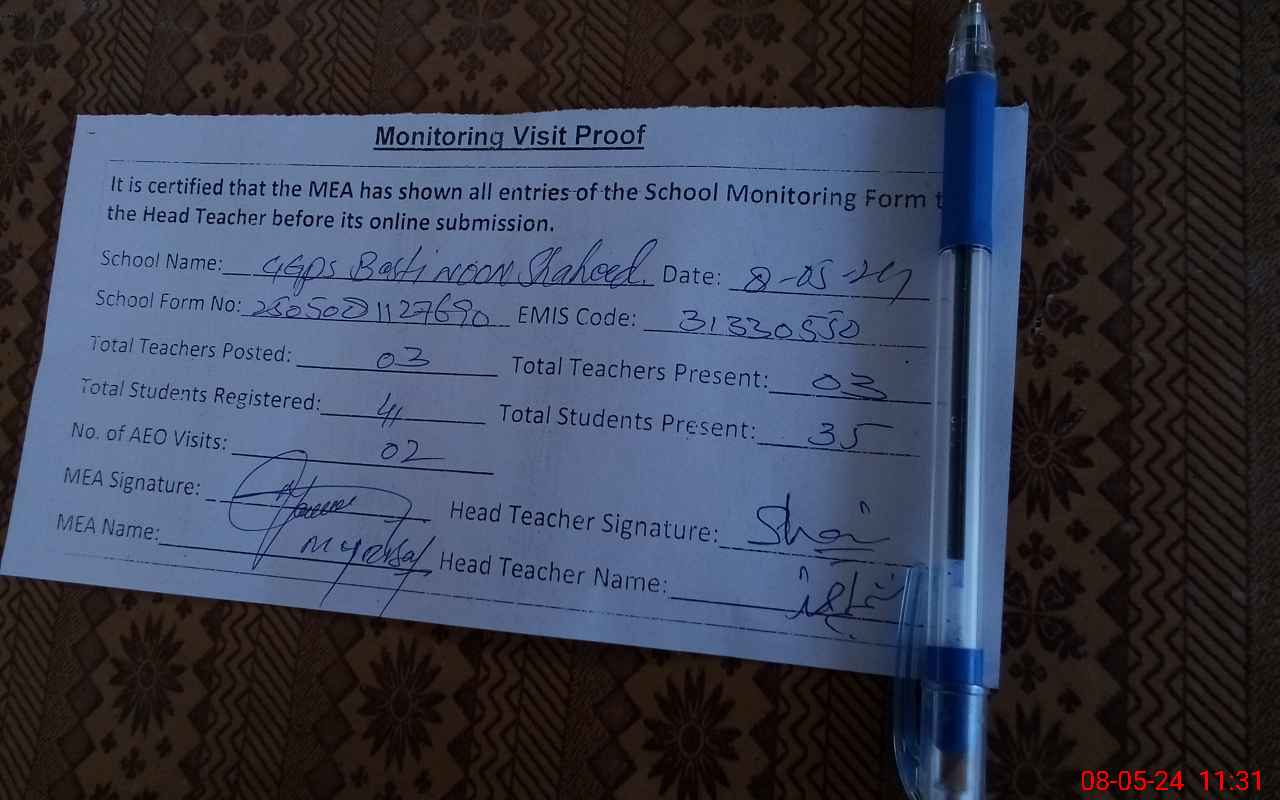 Monitoring Visit Proof
It is certified that the MEA has shown all entries of the School Monitoring Form
the Head Teacher before its online submission.
School Name: GGPS Basti NOON Shaheed. Date: 8-05-24
School Form No: EMIS Code: 31330550
Total Teachers Posted: 03 Total Teachers Present: 03
Total Students Registered: 41 Total Students Present: 35
No. of AEO Visits: 02
MEA Signature: Head Teacher Signature:
MEA Name: Head Teacher Name:
08-05-24 11:31